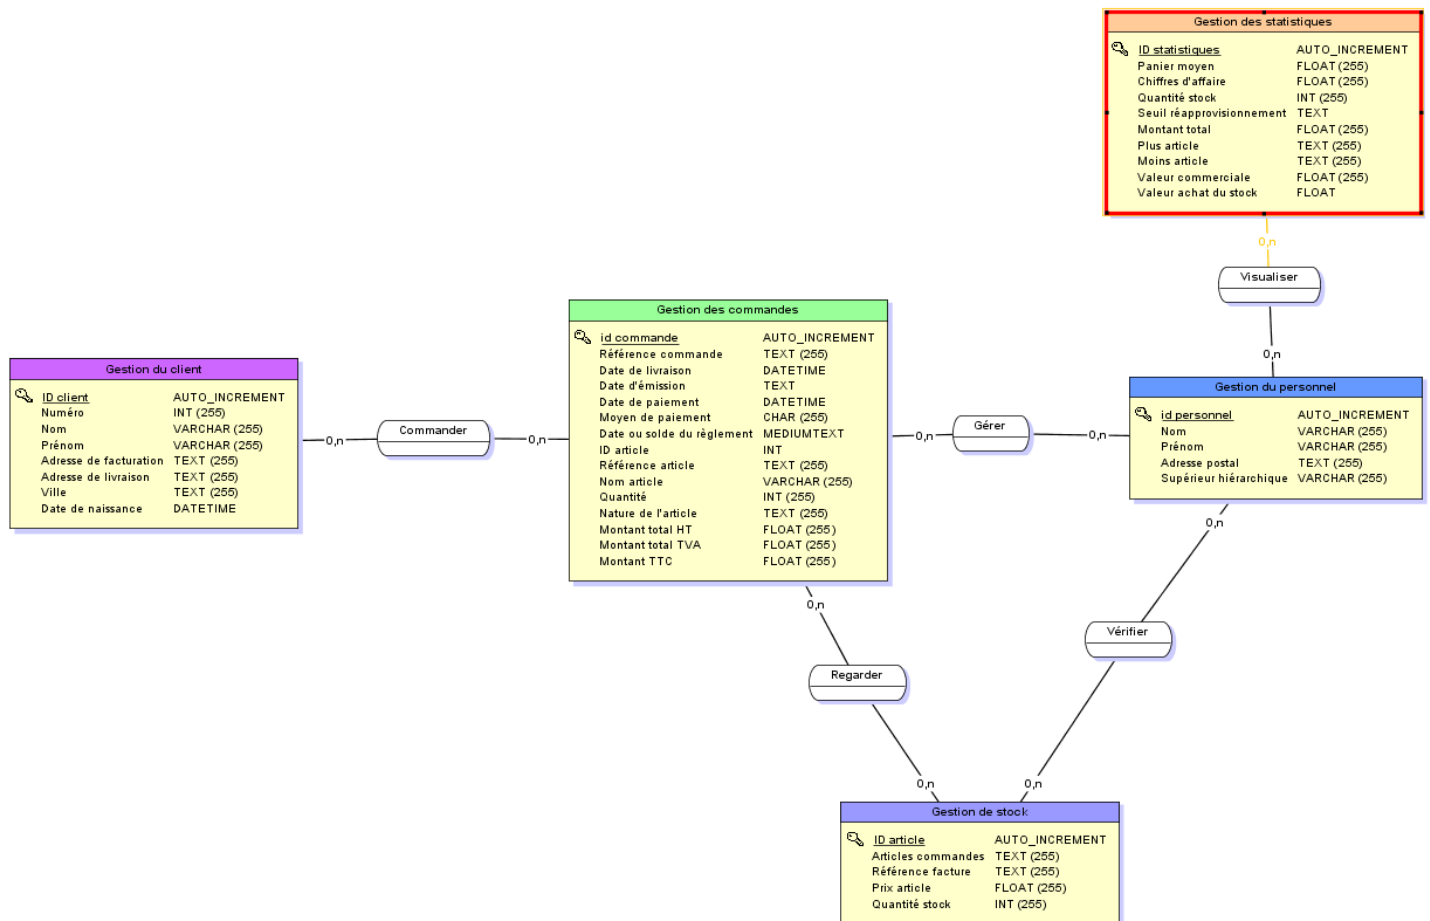 Gestion des statistiques
ID statistiques AUTO_INCREMENT
Panier moyen FLOAT (255)
Chiffres d'affaire FLOAT (255)
Quantité stock INT (255)
Seuil réapprovisionnement TEXT
Montant total FLOAT (255)
Plus article TEXT (255)
Moins article TEXT (255)
Valeur commerciale FLOAT (255)
Valeur achat du stock FLOAT
0,n
Visualiser
0,n
Gestion des commandes
id commande AUTO_INCREMENT
Référence commande TEXT (255)
Date de livraison DATETIME
Date d'émission TEXT
Date de paiement DATETIME
Moyen de paiement CHAR (255)
Date ou solde du règlement MEDIUMTEXT
ID article INT
Référence article TEXT (255)
Nom article VARCHAR (255)
Quantité INT (255)
Nature de l'article TEXT (255)
Montant total HT FLOAT (255)
Montant total TVA FLOAT (255)
Montant TTC FLOAT (255)
Gestion du client
ID client AUTO_INCREMENT
Numéro INT (255)
Nom VARCHAR (255)
Prénom VARCHAR (255)
Adresse de facturation TEXT (255)
Adresse de livraison TEXT (255)
Ville TEXT (255)
Date de naissance DATETIME
0,n
Commander
0,n
0,n
Gérer
0,n
Gestion du personnel
id personnel AUTO_INCREMENT
Nom VARCHAR (255)
Prénom VARCHAR (255)
Adresse postal TEXT (255)
Supérieur hiérarchique VARCHAR (255)
0,n
Vérifier
0,n
0,n
Regarder
0,n
Gestion de stock
ID article AUTO_INCREMENT
Articles commandes TEXT (255)
Référence facture TEXT (255)
Prix article FLOAT (255)
Quantité stock INT (255)